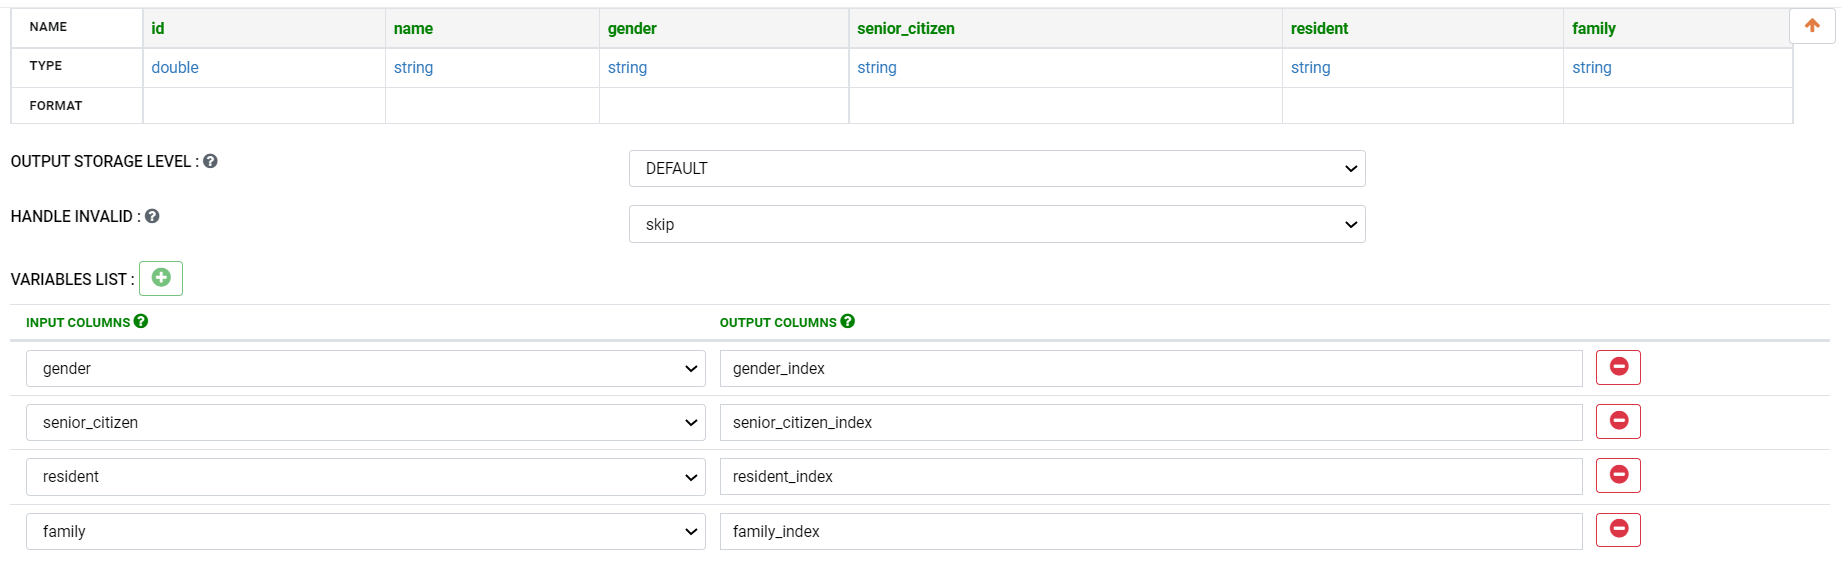 NAME id name gender senior_citizen resident family
TYPE double string string string string string
FORMAT
OUTPUT STORAGE LEVEL : ?
DEFAULT
HANDLE INVALID : ?
skip
VARIABLES LIST :
INPUT COLUMNS ? OUTPUT COLUMNS ?
gender gender_index
senior_citizen senior_citizen_index
resident resident_index
family family_index